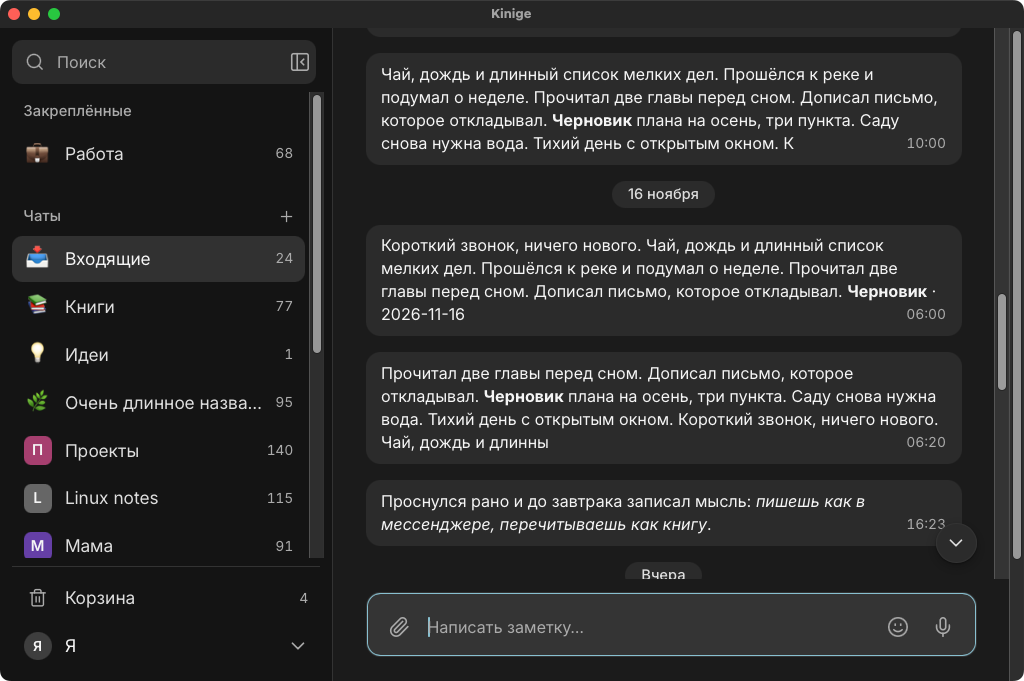 Kinige
Поиск
Закреплённые
Работа 68
Чаты
Входящие 24
Книги 77
Идеи 1
Очень длинное назва... 95
П Проекты 140
L Linux notes 115
М Мама 91
Корзина 4
Я Я
Чай, дождь и длинный список мелких дел. Прошёлся к реке и
подумал о неделе. Прочитал две главы перед сном. Дописал письмо,
которое откладывал. Черновик плана на осень, три пункта. Саду
снова нужна вода. Тихий день с открытым окном. К 10:00
16 ноября
Короткий звонок, ничего нового. Чай, дождь и длинный список
мелких дел. Прошёлся к реке и подумал о неделе. Прочитал две
главы перед сном. Дописал письмо, которое откладывал. Черновик ·
2026-11-16 06:00
Прочитал две главы перед сном. Дописал письмо, которое
откладывал. Черновик плана на осень, три пункта. Саду снова нужна
вода. Тихий день с открытым окном. Короткий звонок, ничего нового.
Чай, дождь и длинны 06:20
Проснулся рано и до завтрака записал мысль: пишешь как в
мессенджере, перечитываешь как книгу. 16:23
Вчера
Написать заметку...